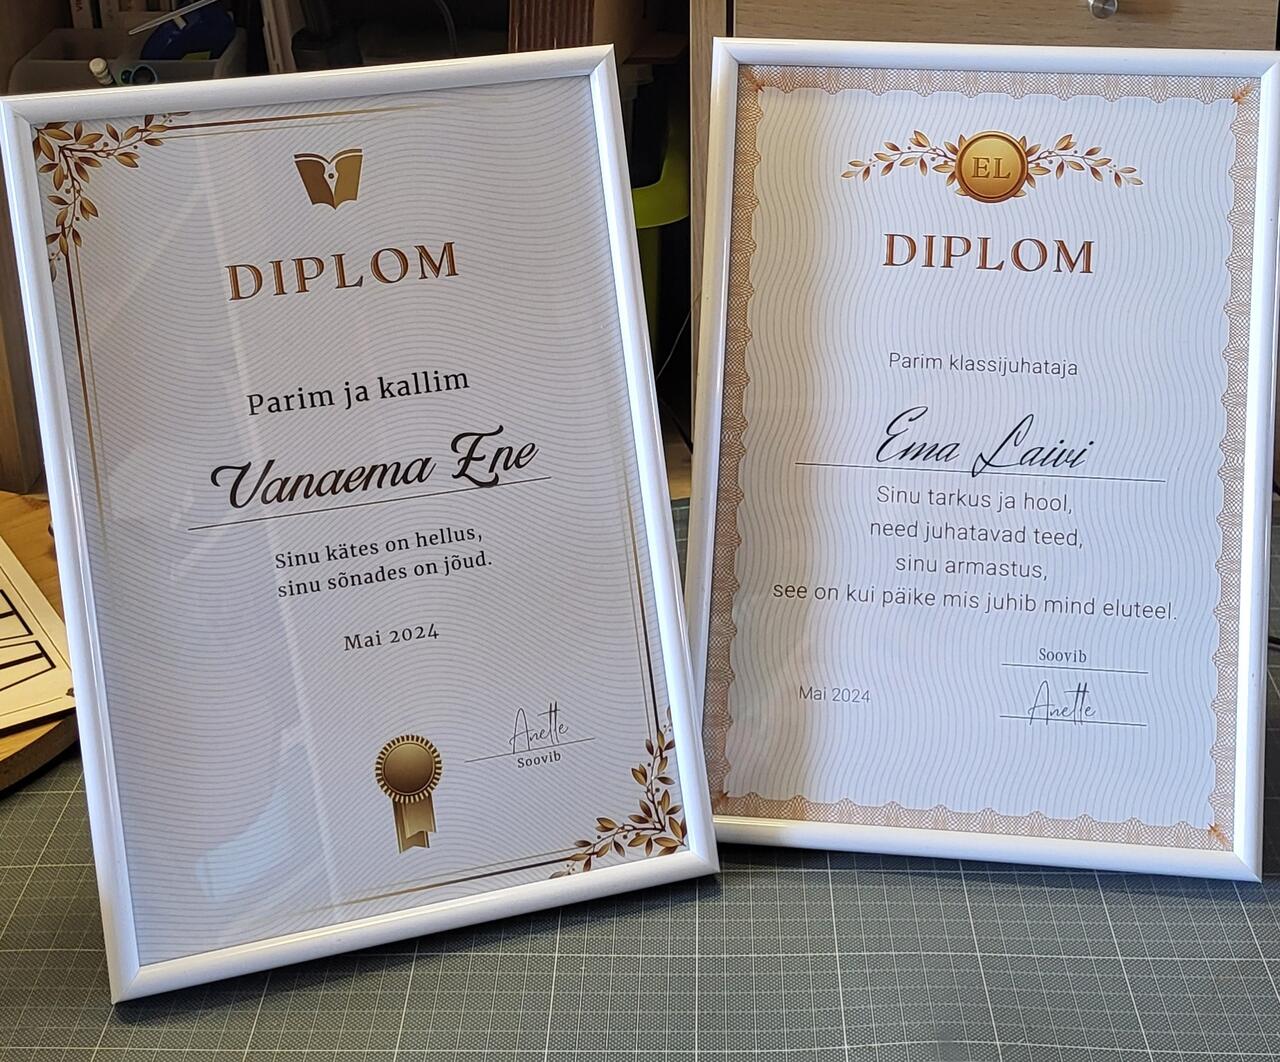 DIPLOM
Parim ja kallim
Vanaema Ene
Sinu kätes on hellus,
sinu sõnades on jõud.
Mai 2024
Anette
Soovib
EL
DIPLOM
Parim klassijuhataja
Ema Laivi
Sinu tarkus ja hool,
need juhatavad teed,
sinu armastus,
see on kui päike mis juhib mind eluteel.
Soovib
Mai 2024
Anette